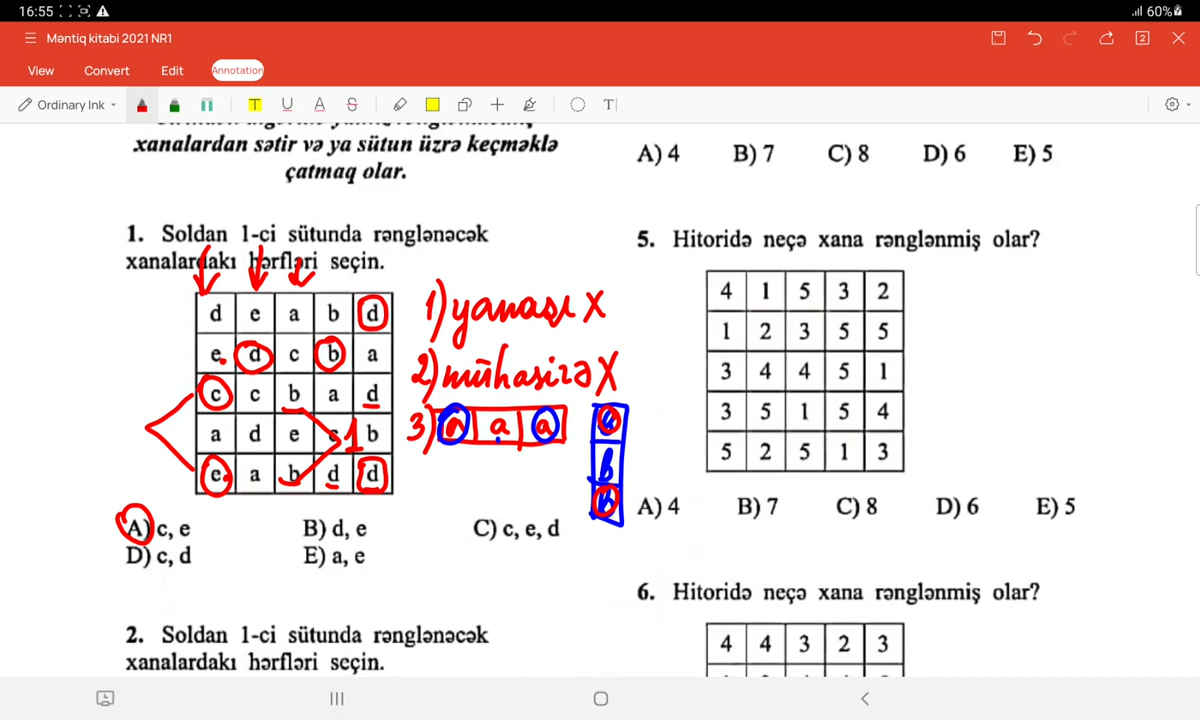 16:55
60%
Məntiq kitabi 2021 NR1
2
View Convert Edit Annotation
Ordinary Ink
T T U A S T
xanalardan sətir və ya sütun üzrə keçməklə
çatmaq olar.
1. Soldan 1-ci sütunda rənglənəcək
xanalardakı hərfləri seçin.
d e a b d
e d c b a
c c b a d
a d e c b
e a b d d
1
1) yanaşı X
2) mühasirə X
3) a a a
b
b
b
A) c, e B) d, e C) c, e, d
D) c, d E) a, e
2. Soldan 1-ci sütunda rənglənəcək
xanalardakı hərfləri seçin.
A) 4 B) 7 C) 8 D) 6 E) 5
5. Hitoridə neçə xana rənglənmiş olar?
4 1 5 3 2
1 2 3 5 5
3 4 4 5 1
3 5 1 5 4
5 2 5 1 3
A) 4 B) 7 C) 8 D) 6 E) 5
6. Hitoridə neçə xana rənglənmiş olar?
4 4 3 2 3